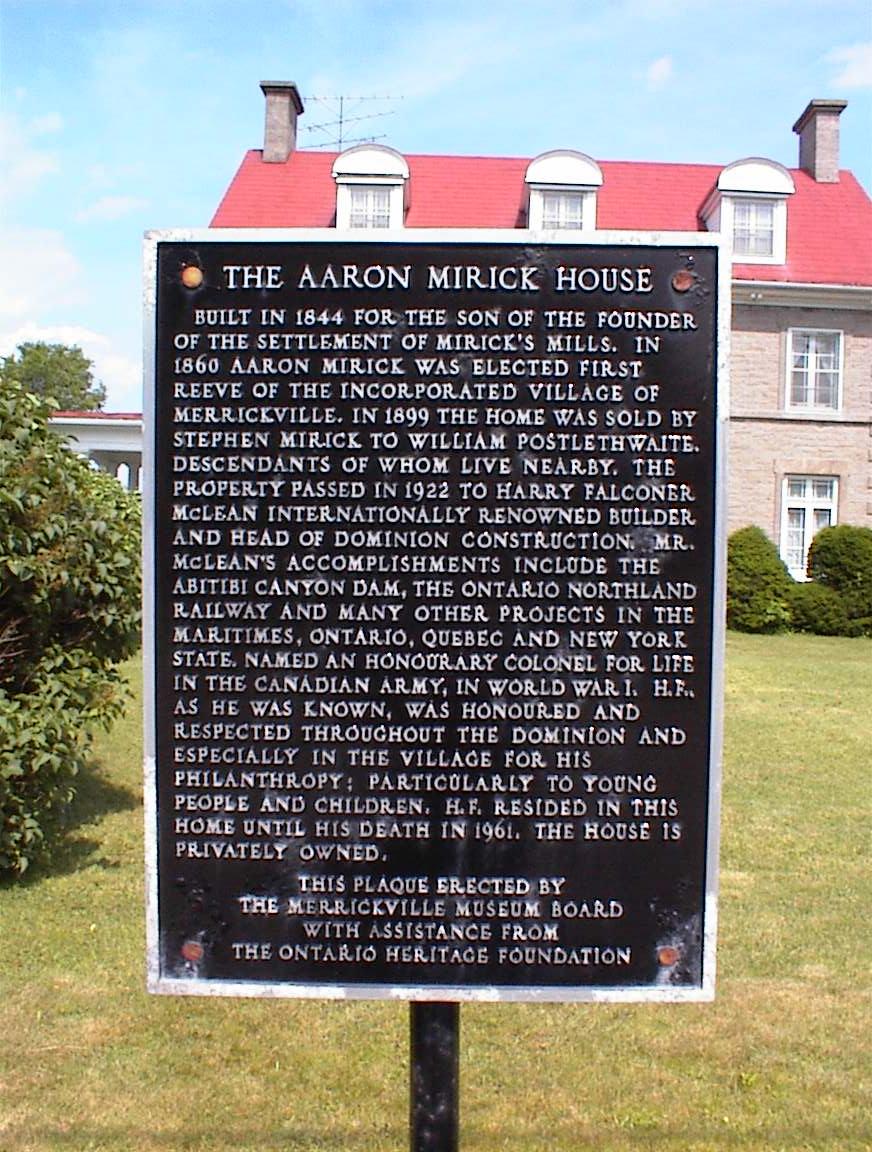 THE AARON MIRICK HOUSE
BUILT IN 1844 FOR THE SON OF THE FOUNDER
OF THE SETTLEMENT OF MIRICK'S MILLS. IN
1860 AARON MIRICK WAS ELECTED FIRST
REEVE OF THE INCORPORATED VILLAGE OF
MERRICKVILLE. IN 1899 THE HOME WAS SOLD BY
STEPHEN MIRICK TO WILLIAM POSTLETHWAITE.
DESCENDANTS OF WHOM LIVE NEARBY. THE
PROPERTY PASSED IN 1922 TO HARRY FALCONER
MCLEAN INTERNATIONALLY RENOWNED BUILDER
AND HEAD OF DOMINION CONSTRUCTION. MR.
MCLEAN'S ACCOMPLISHMENTS INCLUDE THE
ABITIBI CANYON DAM, THE ONTARIO NORTHLAND
RAILWAY AND MANY OTHER PROJECTS IN THE
MARITIMES, ONTARIO, QUEBEC AND NEW YORK
STATE. NAMED AN HONOURARY COLONEL FOR LIFE
IN THE CANADIAN ARMY, IN WORLD WAR I. H.F.,
AS HE WAS KNOWN, WAS HONOURED AND
RESPECTED THROUGHOUT THE DOMINION AND
ESPECIALLY IN THE VILLAGE FOR HIS
PHILANTHROPY; PARTICULARLY TO YOUNG
PEOPLE AND CHILDREN. H.F. RESIDED IN THIS
HOME UNTIL HIS DEATH IN 1961. THE HOUSE IS
PRIVATELY OWNED.
THIS PLAQUE ERECTED BY
THE MERRICKVILLE MUSEUM BOARD
WITH ASSISTANCE FROM
THE ONTARIO HERITAGE FOUNDATION